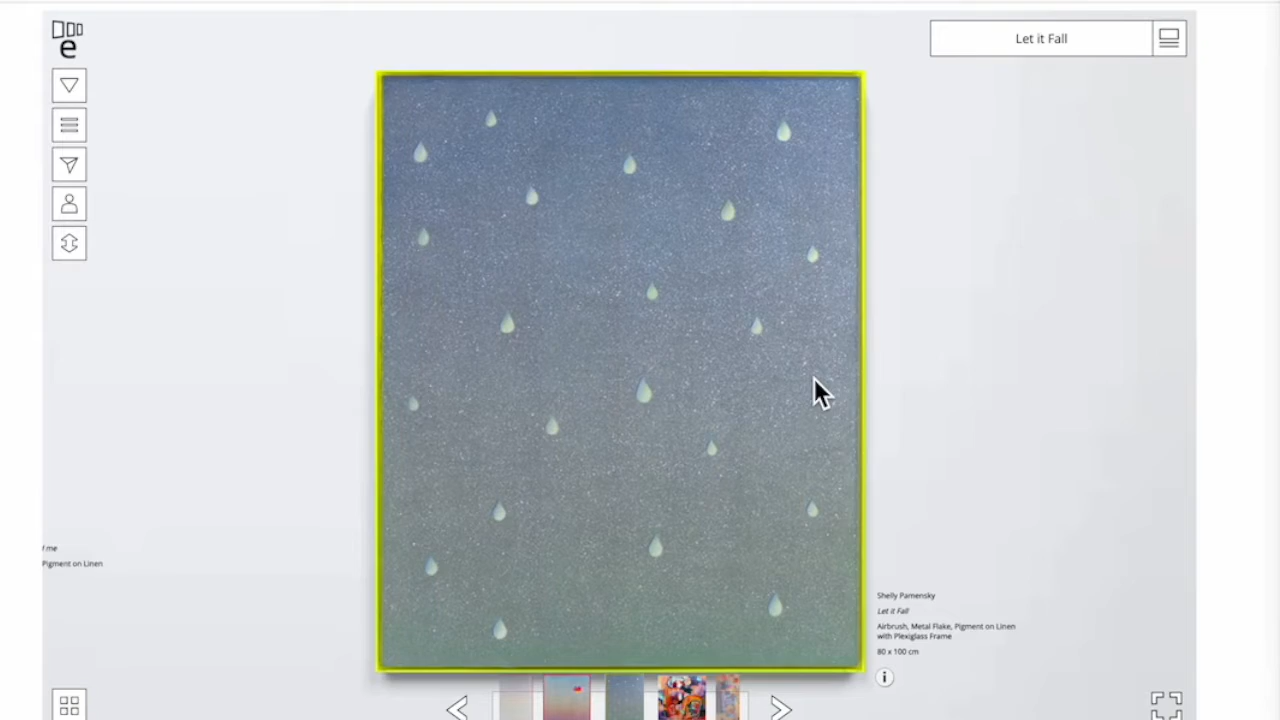 e
Let it Fall
f me
Pigment on Linen
Shelly Pamensky
Let it Fall
Airbrush, Metal Flake, Pigment on Linen
with Plexiglass Frame
80 x 100 cm
i